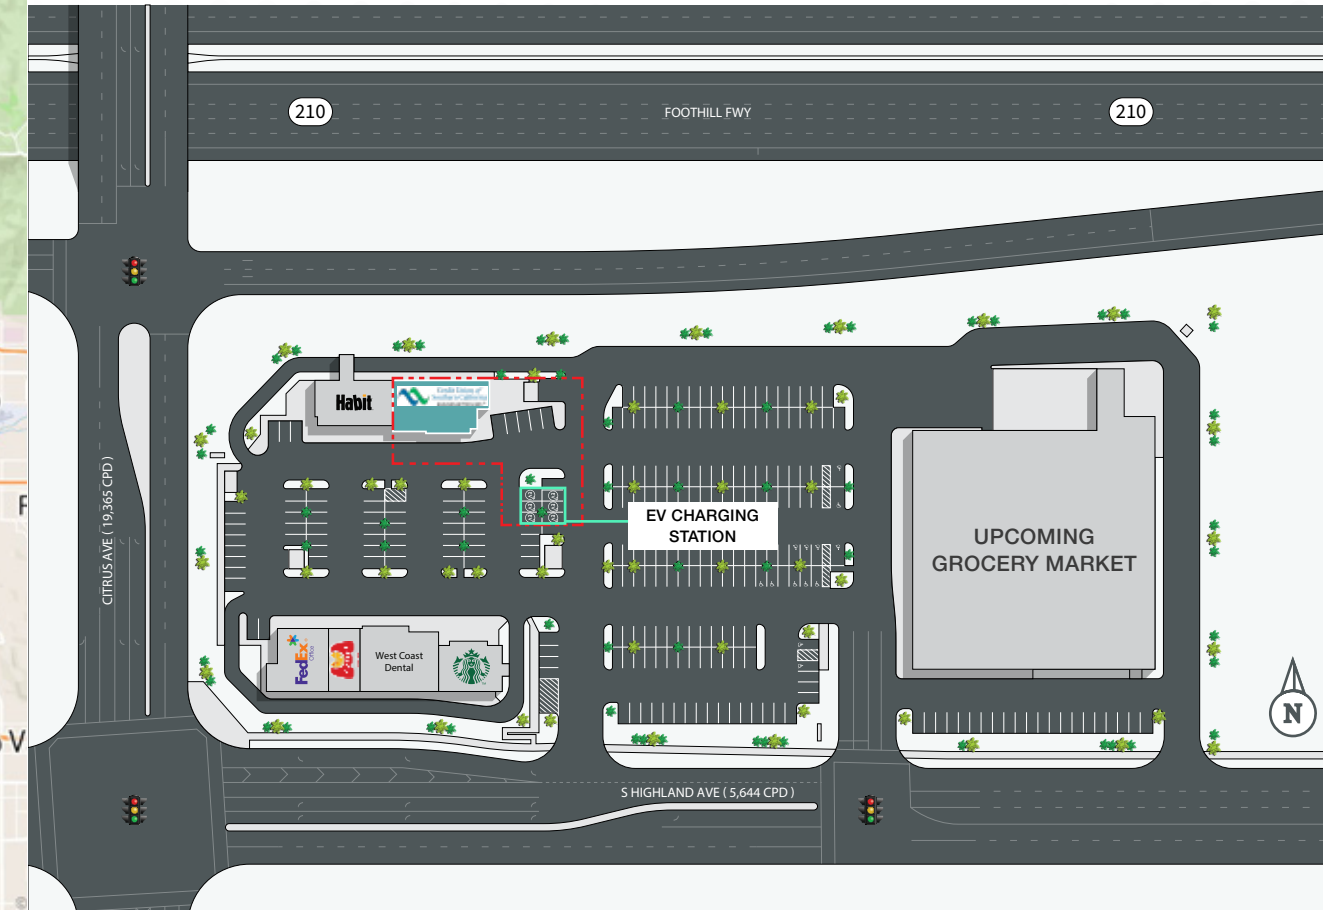 210
FOOTHILL FWY
210
Habit
EV CHARGING
STATION
UPCOMING
GROCERY MARKET
CITRUS AVE ( 19,365 CPD )
FedEx
Office
West Coast
Dental
N
S HIGHLAND AVE ( 5,644 CPD )